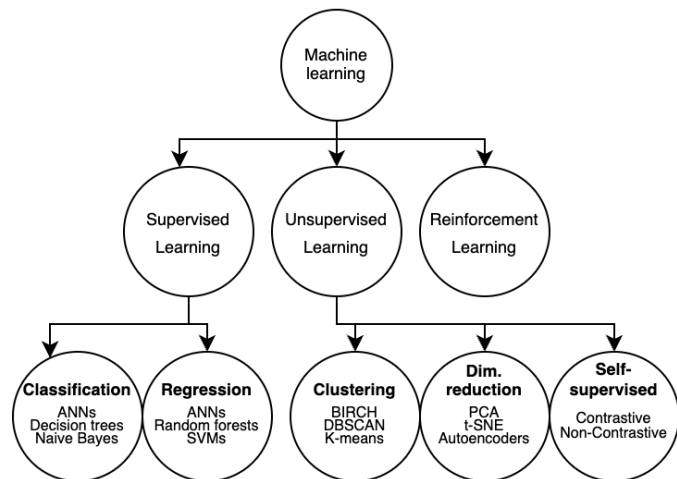 Machine
learning
Supervised
Learning
Unsupervised
Learning
Reinforcement
Learning
Classification
ANNs
Decision trees
Naive Bayes
Regression
ANNs
Random forests
SVMs
Clustering
BIRCH
DBSCAN
K-means
Dim.
reduction
PCA
t-SNE
Autoencoders
Self-
supervised
Contrastive
Non-Contrastive